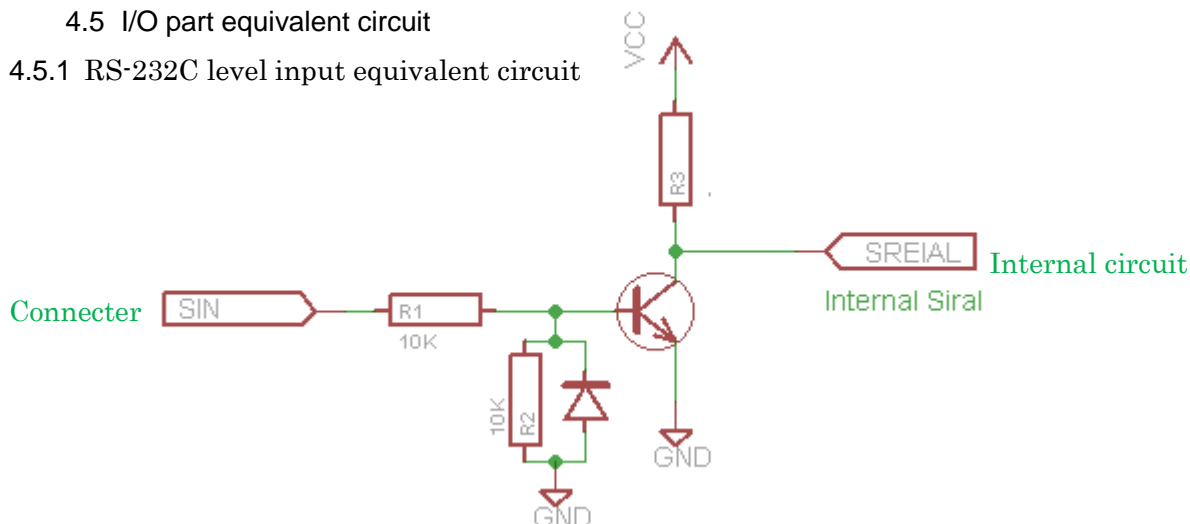 4.5 I/O part equivalent circuit
4.5.1 RS-232C level input equivalent circuit
VCC
R3
SREIAL
Internal circuit
Internal Siral
Connecter
SIN
R1
10K
10K
R2
GND
GND